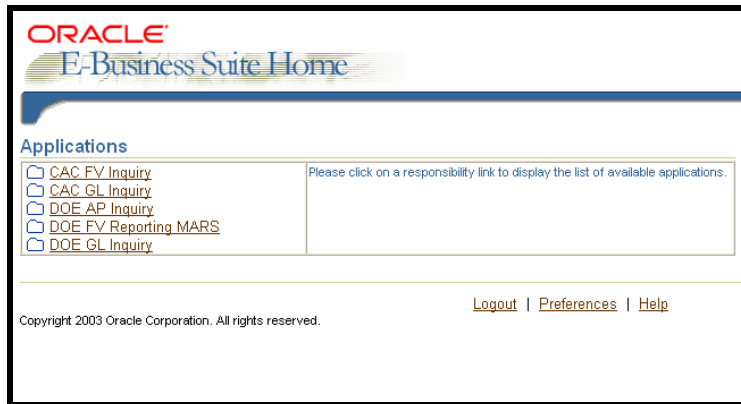 ORACLE
E-Business Suite Home
Applications
CAC FV Inquiry
CAC GL Inquiry
DOE AP Inquiry
DOE FV Reporting MARS
DOE GL Inquiry
Please click on a responsibility link to display the list of available applications.
Logout | Preferences | Help
Copyright 2003 Oracle Corporation. All rights reserved.